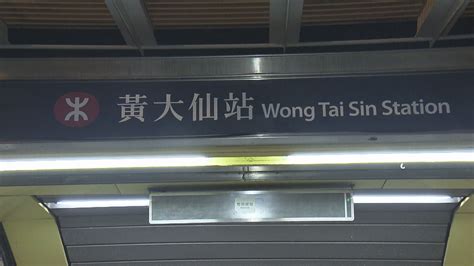 黃大仙站 Wong Tai Sin Station